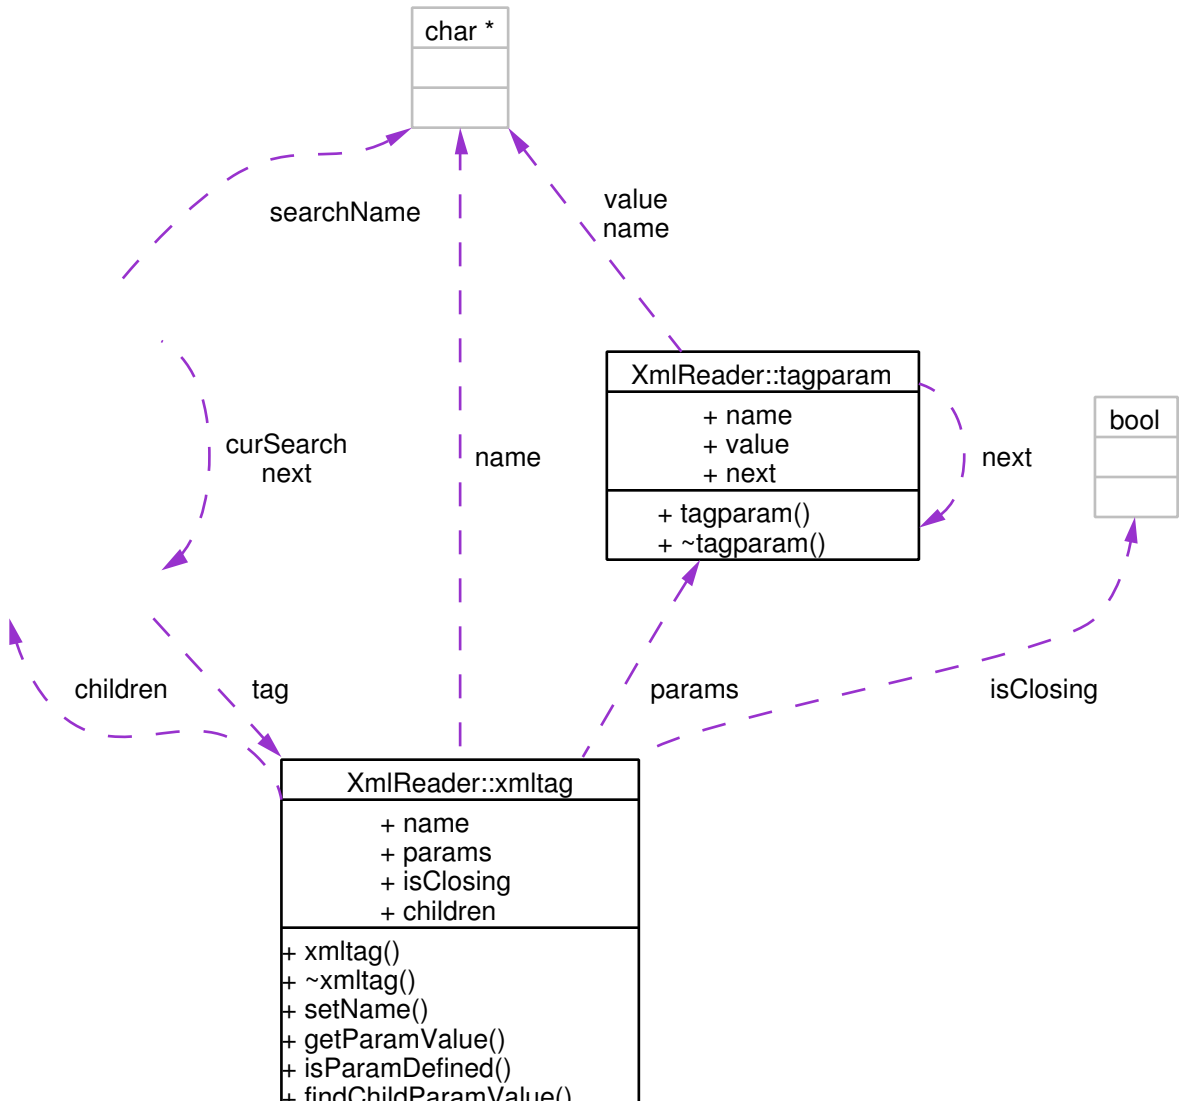 char *
searchName
value
name
XmlReader::tagparam
+ name
+ value
+ next
+ tagparam()
+ ~tagparam()
bool
curSearch
next
name
next
children
tag
params
isClosing
XmlReader::xmltag
+ name
+ params
+ isClosing
+ children
+ xmltag()
+ ~xmltag()
+ setName()
+ getParamValue()
+ isParamDefined()
+ findChildParamValue()